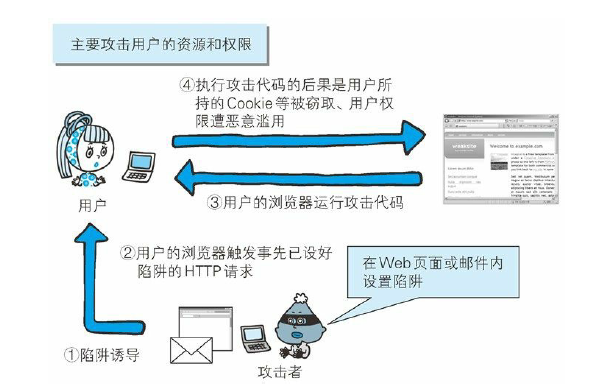 主要攻击用户的资源和权限
④执行攻击代码的后果是用户所
持的Cookie等被窃取、用户权
限遭恶意滥用
Welcome to example.com
用户
③用户的浏览器运行攻击代码
②用户的浏览器触发事先已设好
陷阱的HTTP请求
在Web页面或邮件内
设置陷阱
①陷阱诱导
攻击者